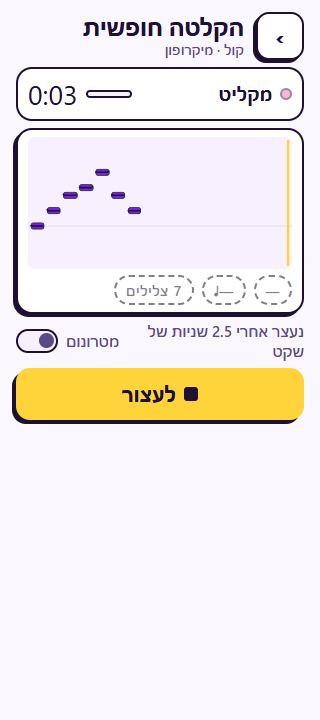 הקלטה חופשית
קול · מיקרופון
מקליט
0:03
—
♩—
7 צלילים
נעצר אחרי 2.5 שניות של שקט
מטרונום
לעצור